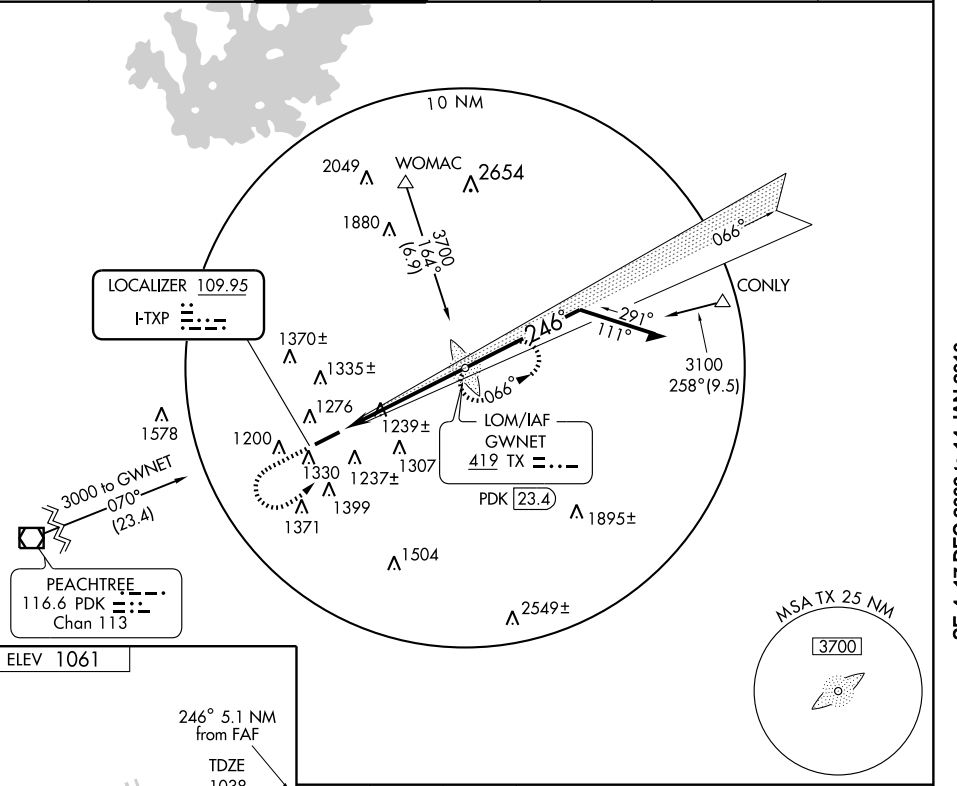 10 NM
2049
WOMAC
2654
1880
3700
164°
(6.9)
066°
LOCALIZER 109.95
I-TXP
CONLY
246°
291°
111°
3100
258°(9.5)
1370±
1335±
1276
066°
1239±
LOM/IAF
GWNET
419 TX
PDK 23.4
1578
1200
1330
1237±
1307
1399
1371
1895±
3000 to GWNET
070°
(23.4)
1504
PEACHTREE
116.6 PDK
Chan 113
2549±
MSA TX 25 NM
3700
ELEV 1061
246° 5.1 NM
from FAF
TDZE